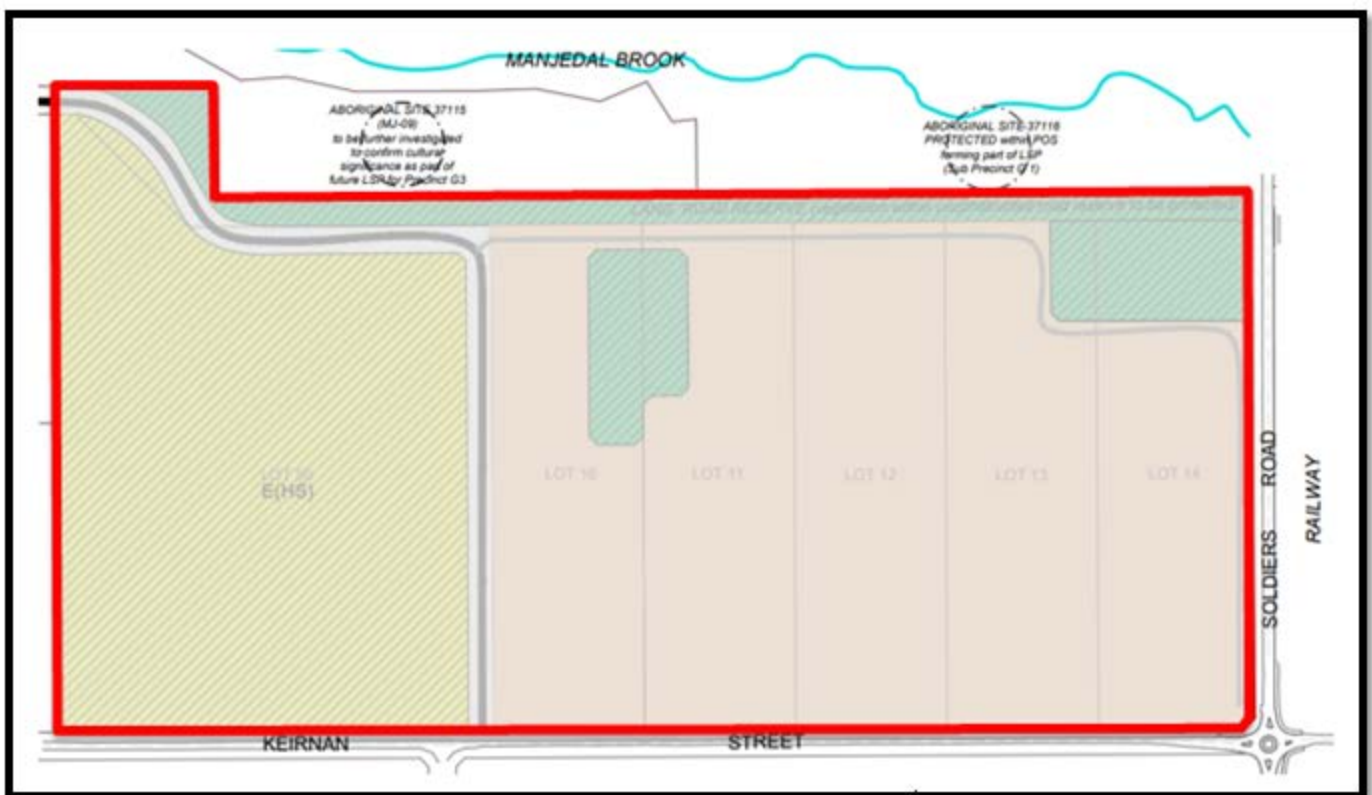 MANJEDAL BROOK
ABORIGINAL SITE 37115
(MJ-09)
to be further investigated
to confirm cultural
significance as part of
future LSP for Precinct G3
ABORIGINAL SITE 37116
PROTECTED within POS
forming part of LSP
(Sub Precinct G1)
E(HS)
LOT 10
LOT 11
LOT 12
LOT 13
LOT 14
SOLDIERS ROAD
RAILWAY
KEIRNAN STREET